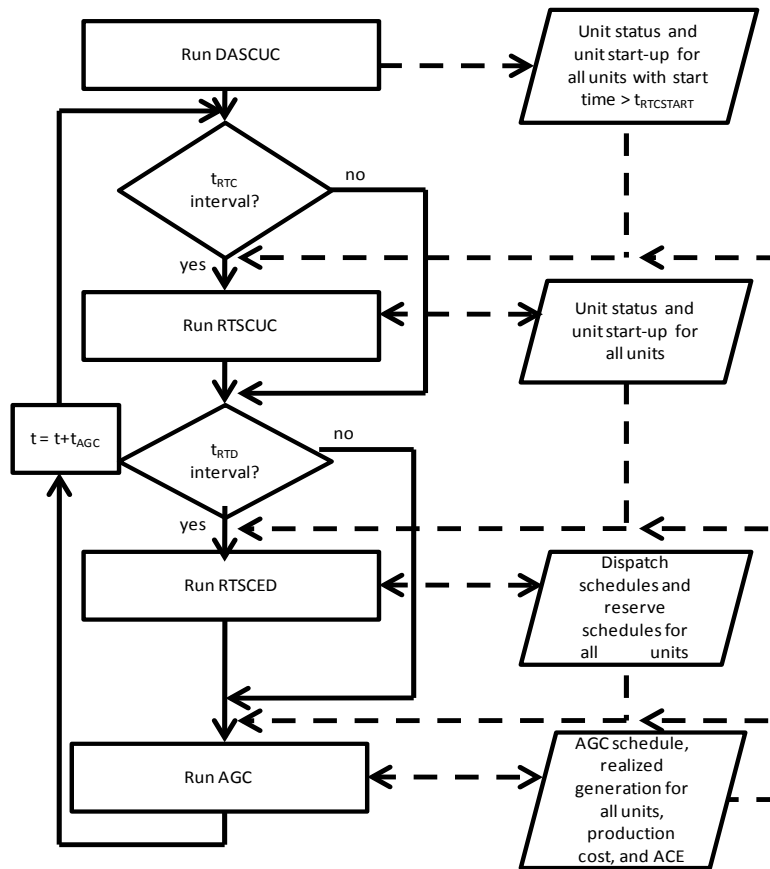 Run DASCUC
Unit status and
unit start-up for
all units with start
time > tRTCSTART
tRTC
interval?
no
yes
Run RTSCUC
Unit status and
unit start-up for
all units
t = t+tAGC
tRTD
interval?
no
yes
Run RTSCED
Dispatch
schedules and
reserve
schedules for
all units
Run AGC
AGC schedule,
realized
generation for
all units,
production
cost, and ACE